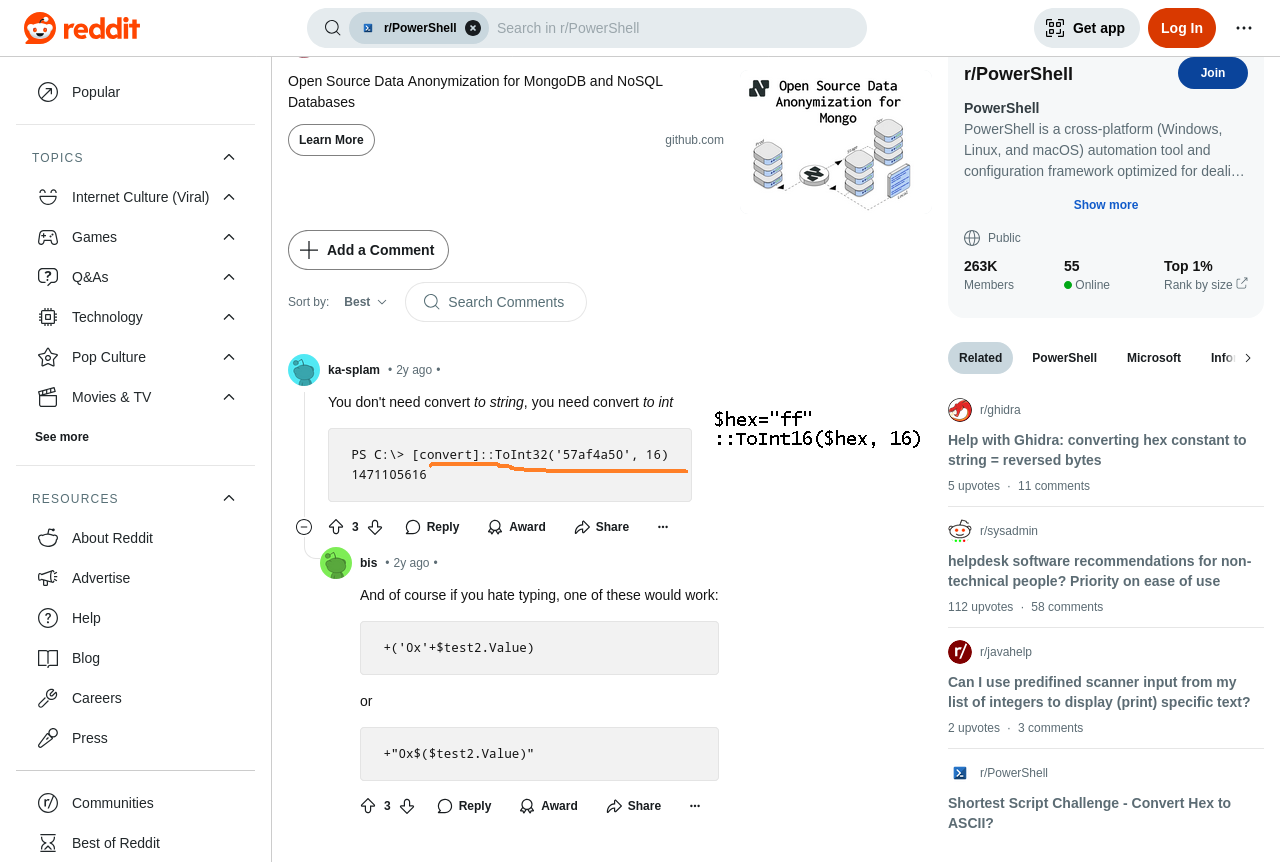 reddit
r/PowerShell
Search in r/PowerShell
Get app
Log In
Popular
TOPICS
Internet Culture (Viral)
Games
Q&As
Technology
Pop Culture
Movies & TV
See more
RESOURCES
About Reddit
Advertise
Help
Blog
Careers
Press
Communities
Best of Reddit
Open Source Data Anonymization for MongoDB and NoSQL
Databases
Learn More
github.com
Open Source Data
Anonymization for
Mongo
Add a Comment
Sort by:
Best
Search Comments
ka-splam • 2y ago •
You don't need convert to string, you need convert to int
PS C:\> [convert]::ToInt32('57af4a50', 16)
1471105616
$hex="ff"
::ToInt16($hex, 16)
3
Reply
Award
Share
bis • 2y ago •
And of course if you hate typing, one of these would work:
+('0x'+$test2.Value)
or
+"0x$($test2.Value)"
3
Reply
Award
Share
r/PowerShell
Join
PowerShell
PowerShell is a cross-platform (Windows,
Linux, and macOS) automation tool and
configuration framework optimized for deali…
Show more
Public
263K
Members
55
Online
Top 1%
Rank by size
Related
PowerShell
Microsoft
Info
r/ghidra
Help with Ghidra: converting hex constant to
string = reversed bytes
5 upvotes · 11 comments
r/sysadmin
helpdesk software recommendations for non-
technical people? Priority on ease of use
112 upvotes · 58 comments
r/
r/javahelp
Can I use predifined scanner input from my
list of integers to display (print) specific text?
2 upvotes · 3 comments
r/PowerShell
Shortest Script Challenge - Convert Hex to
ASCII?